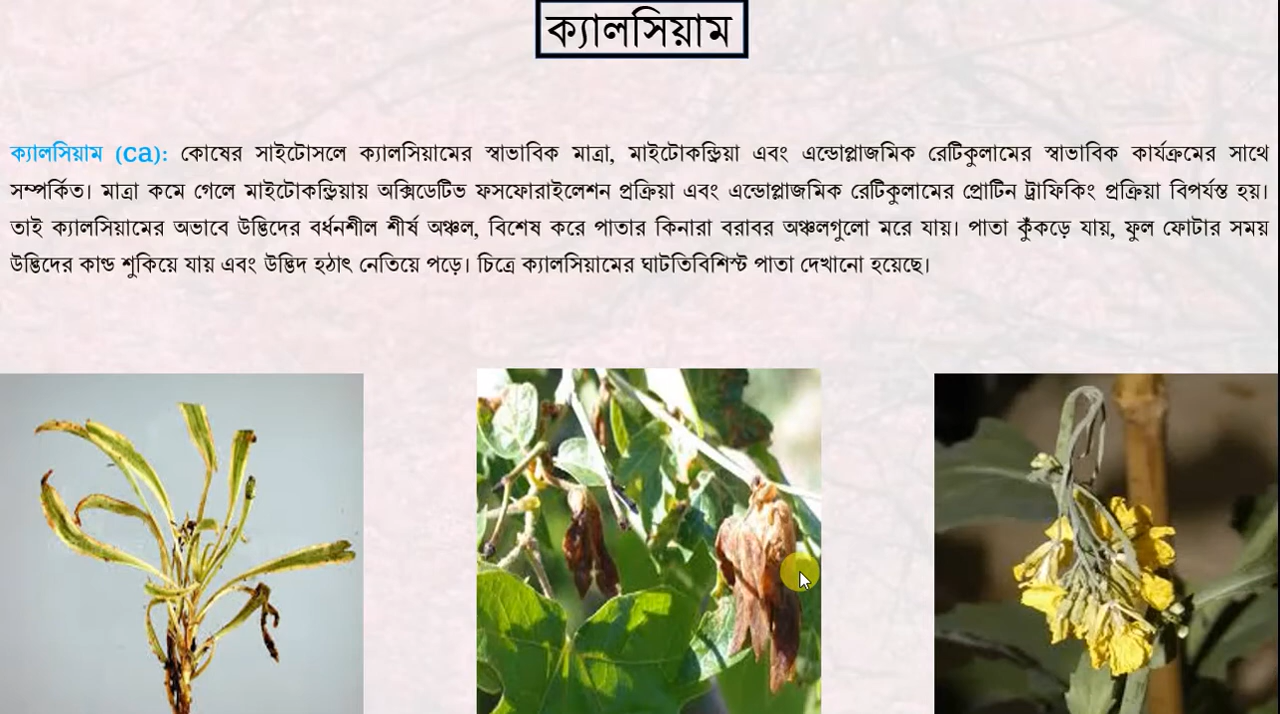 ক্যালসিয়াম
ক্যালসিয়াম (ca): কোষের সাইটোসলে ক্যালসিয়ামের স্বাভাবিক মাত্রা, মাইটোকন্ড্রিয়া এবং এন্ডোপ্লাজমিক রেটিকুলামের স্বাভাবিক কার্যক্রমের সাথে
সম্পর্কিত। মাত্রা কমে গেলে মাইটোকন্ড্রিয়ায় অক্সিডেটিভ ফসফোরাইলেশন প্রক্রিয়া এবং এন্ডোপ্লাজমিক রেটিকুলামের প্রোটিন ট্রাফিকিং প্রক্রিয়া বিপর্যস্ত হয়।
তাই ক্যালসিয়ামের অভাবে উদ্ভিদের বর্ধনশীল শীর্ষ অঞ্চল, বিশেষ করে পাতার কিনারা বরাবর অঞ্চলগুলো মরে যায়। পাতা কুঁকড়ে যায়, ফুল ফোটার সময়
উদ্ভিদের কান্ড শুকিয়ে যায় এবং উদ্ভিদ হঠাৎ নেতিয়ে পড়ে। চিত্রে ক্যালসিয়ামের ঘাটতিবিশিস্ট পাতা দেখানো হয়েছে।